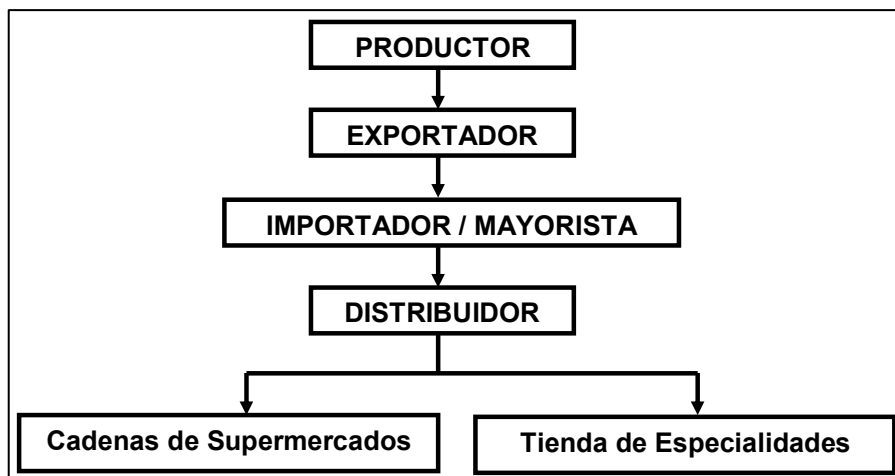 PRODUCTOR
EXPORTADOR
IMPORTADOR / MAYORISTA
DISTRIBUIDOR
Cadenas de Supermercados
Tienda de Especialidades